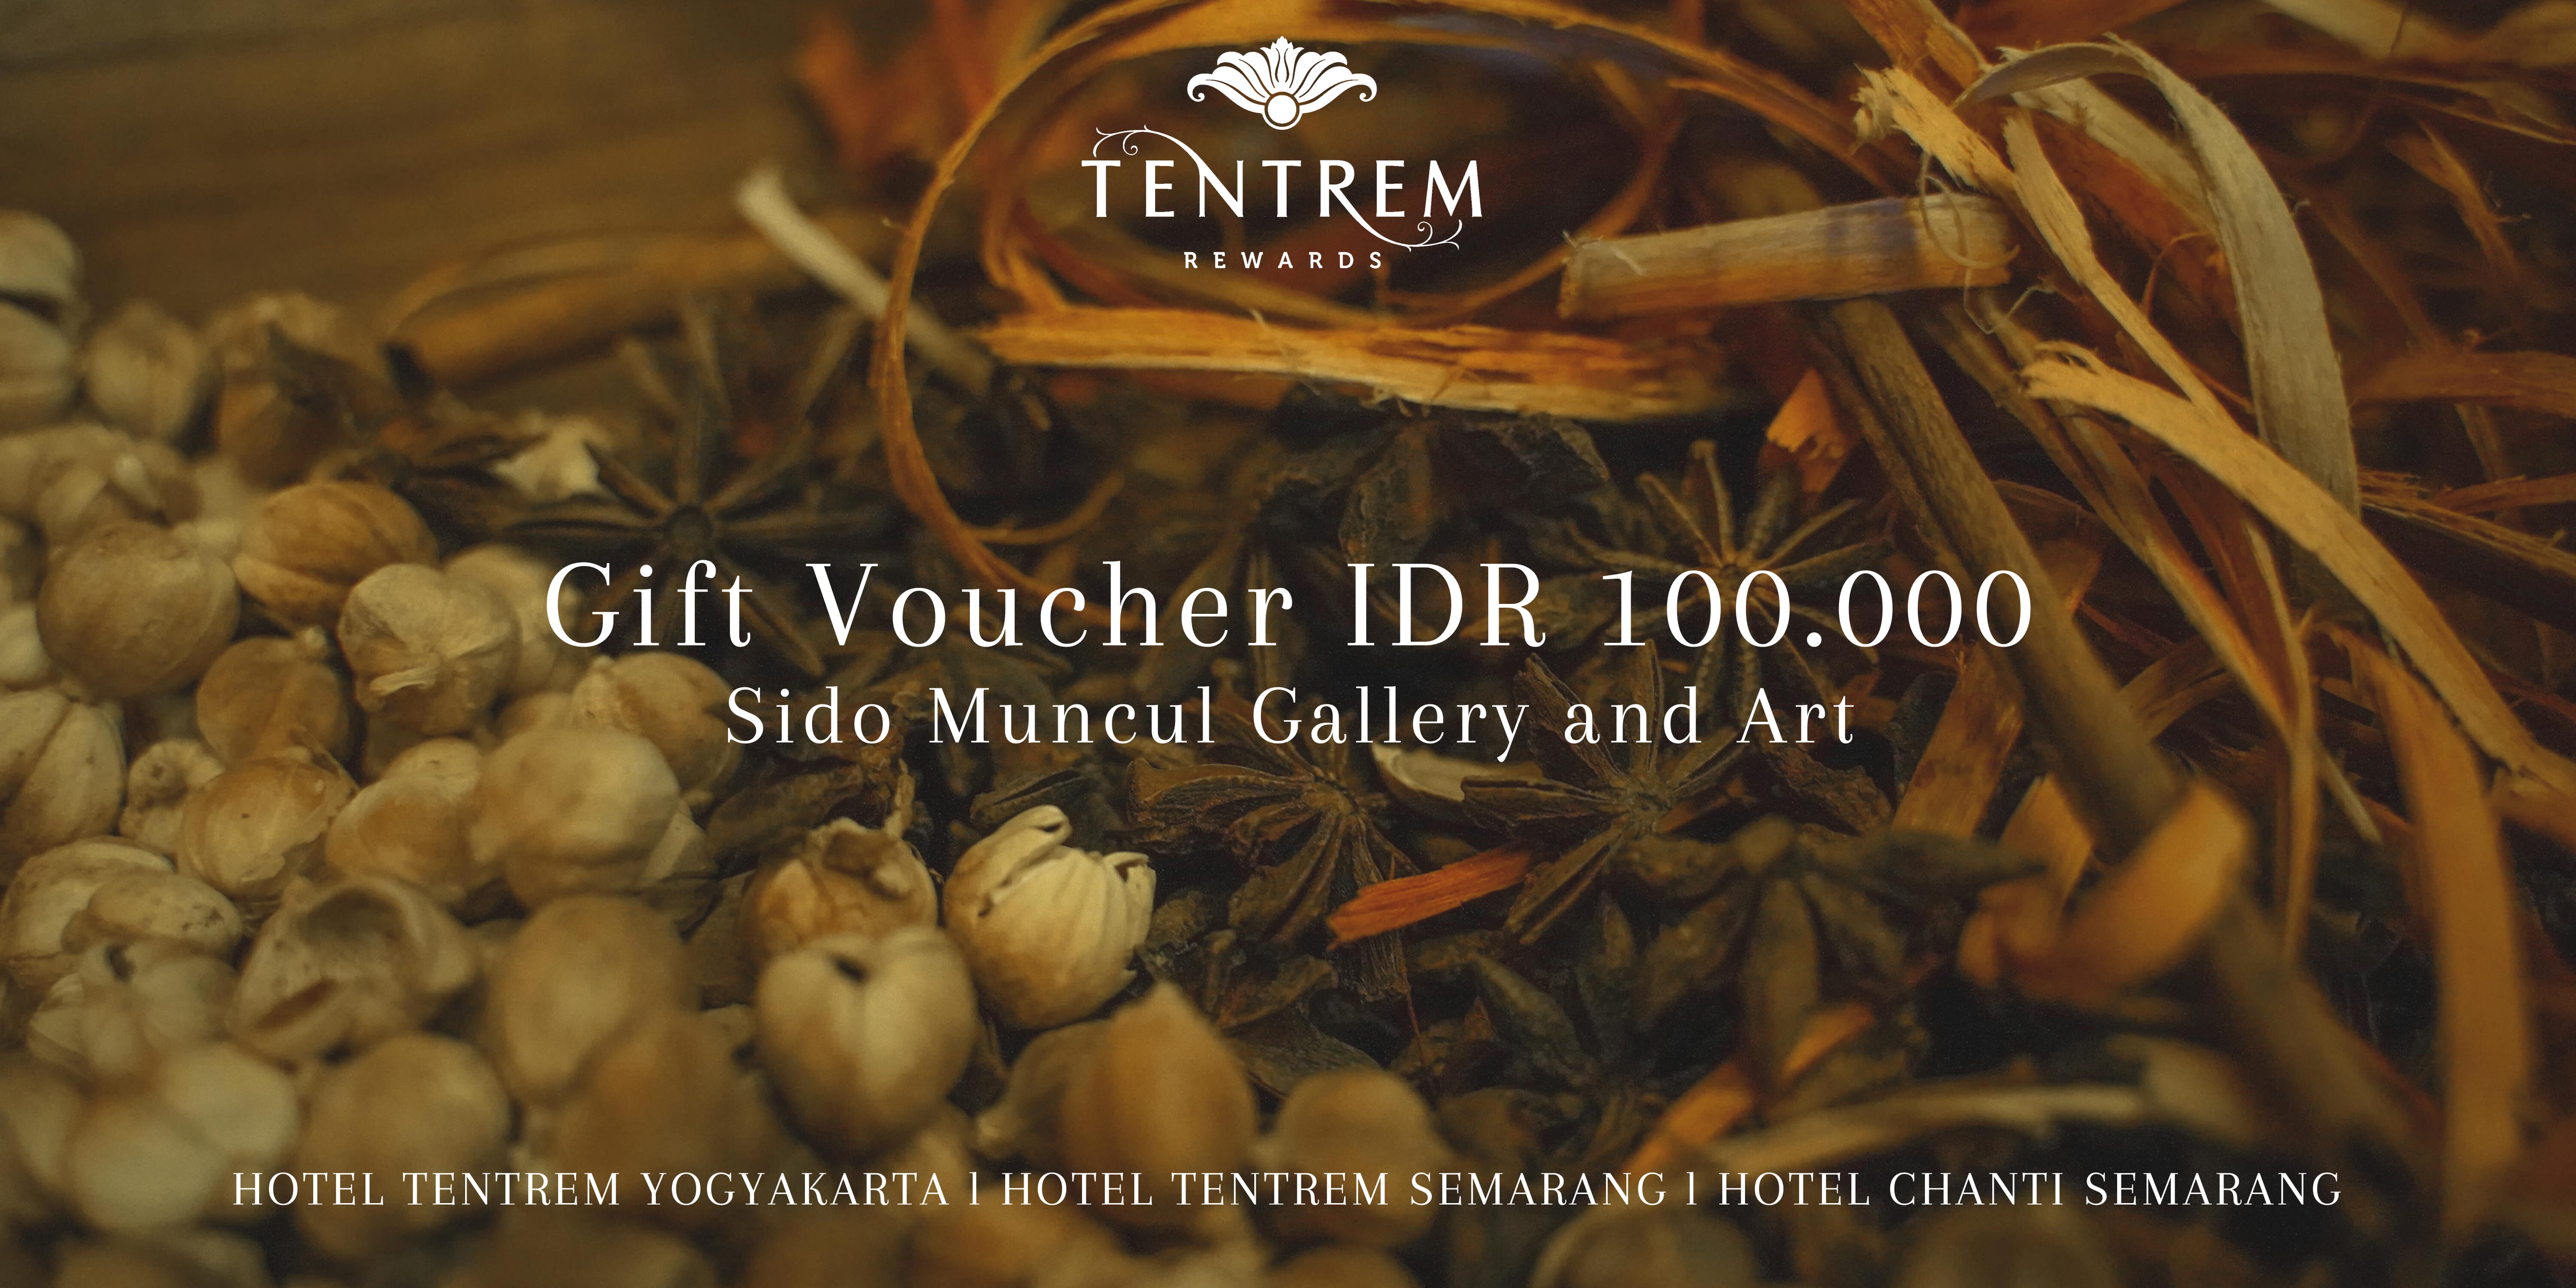 TENTREM
REWARDS
Gift Voucher IDR 100.000
Sido Muncul Gallery and Art
HOTEL TENTREM YOGYAKARTA l HOTEL TENTREM SEMARANG l HOTEL CHANTI SEMARANG